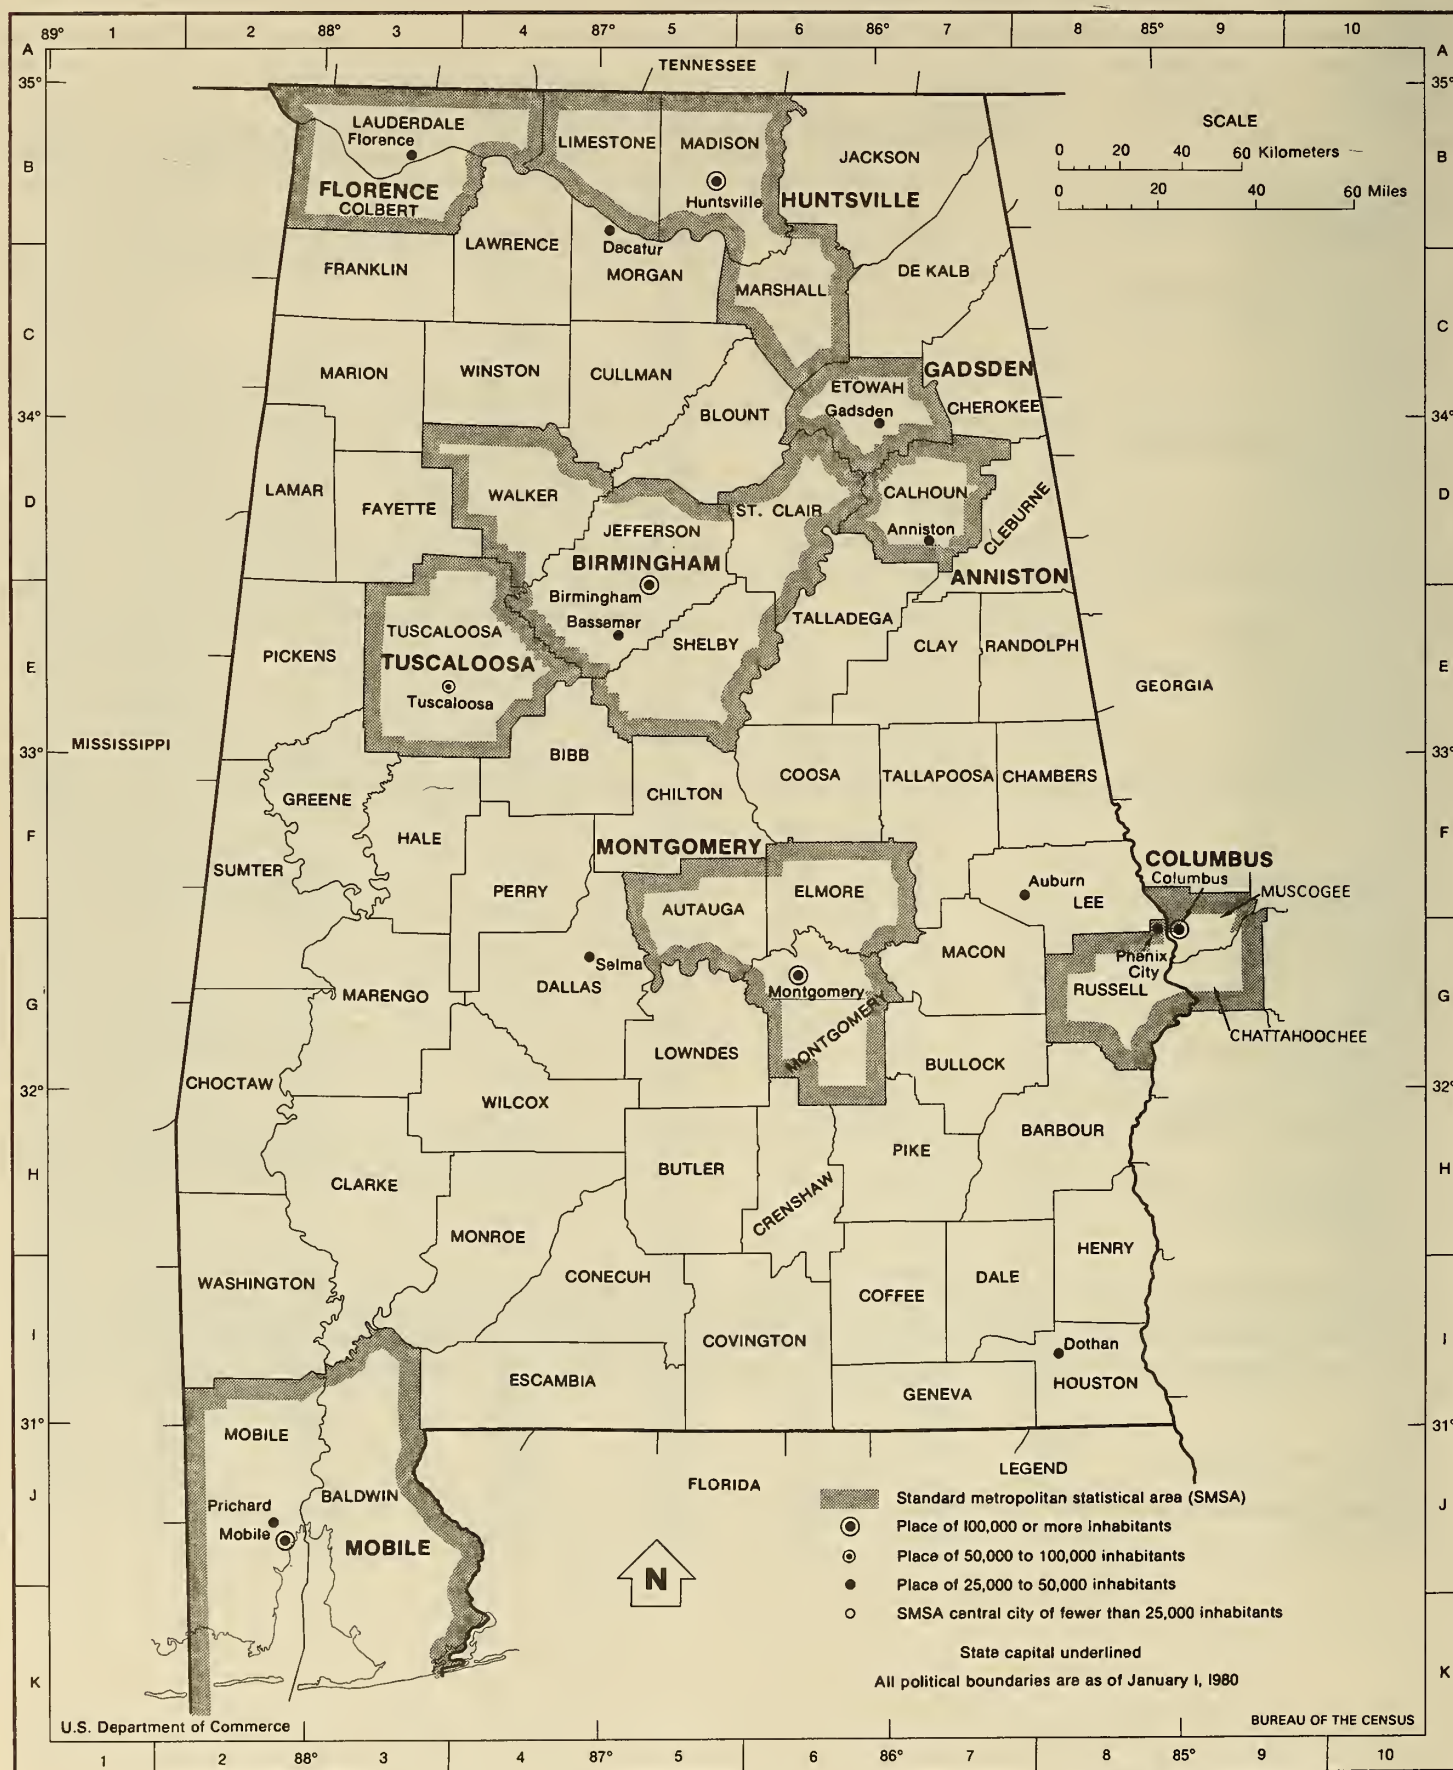 89° 1 2 88° 3 4 87° 5 6 86° 7 8 85° 9 10
A A
35° 35°
TENNESSEE
SCALE
0 20 40 60 Kilometers
0 20 40 60 Miles
B B
LAUDERDALE
Florence
FLORENCE
COLBERT
LIMESTONE
MADISON
Huntsville
HUNTSVILLE
JACKSON
LAWRENCE
Decatur
MORGAN
FRANKLIN
MARSHALL
DE KALB
C C
MARION
WINSTON
CULLMAN
BLOUNT
ETOWAH
Gadsden
GADSDEN
CHEROKEE
34° 34°
D D
LAMAR
FAYETTE
WALKER
JEFFERSON
BIRMINGHAM
Birmingham
Bessemer
ST. CLAIR
CALHOUN
Anniston
CLEBURNE
ANNISTON
TALLADEGA
E E
PICKENS
TUSCALOOSA
TUSCALOOSA
Tuscaloosa
SHELBY
CLAY
RANDOLPH
GEORGIA
MISSISSIPPI
33° 33°
BIBB
COOSA
TALLAPOOSA
CHAMBERS
GREENE
HALE
CHILTON
F F
SUMTER
PERRY
MONTGOMERY
AUTAUGA
ELMORE
Auburn
LEE
COLUMBUS
Columbus
MUSCOGEE
Selma
DALLAS
Montgomery
MONTGOMERY
MACON
Phenix
City
RUSSELL
G G
MARENGO
LOWNDES
BULLOCK
CHATTAHOOCHEE
CHOCTAW
32° 32°
WILCOX
BARBOUR
H H
CLARKE
BUTLER
CRENSHAW
PIKE
MONROE
HENRY
WASHINGTON
CONECUH
COFFEE
DALE
I I
COVINGTON
Dothan
HOUSTON
ESCAMBIA
GENEVA
31° 31°
MOBILE
Prichard
Mobile
BALDWIN
MOBILE
FLORIDA
J J
N
LEGEND
Standard metropolitan statistical area (SMSA)
Place of 100,000 or more inhabitants
Place of 50,000 to 100,000 inhabitants
Place of 25,000 to 50,000 inhabitants
SMSA central city of fewer than 25,000 inhabitants
State capital underlined
All political boundaries are as of January 1, 1980
K K
U.S. Department of Commerce
BUREAU OF THE CENSUS
1 2 88° 3 4 87° 5 6 86° 7 8 85° 9 10